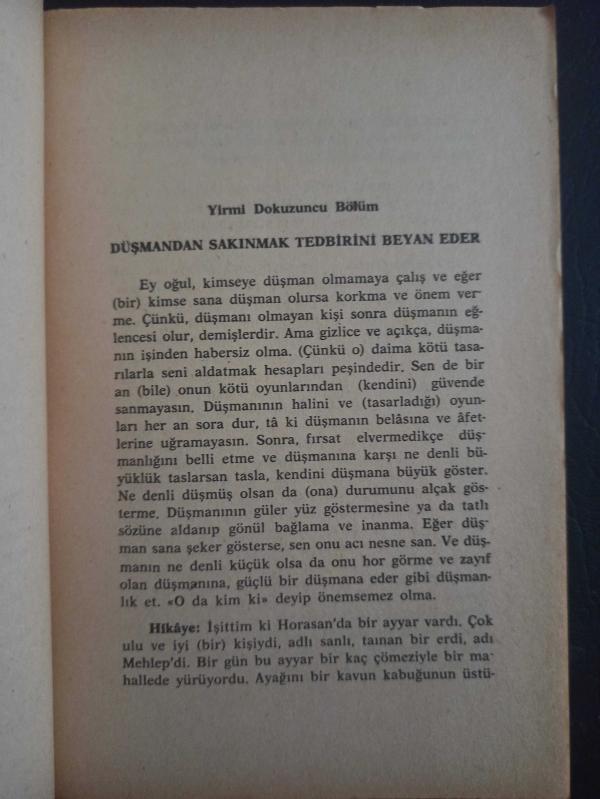 Yirmi Dokuzuncu Bölüm
DÜŞMANDAN SAKINMAK TEDBİRİNİ BEYAN EDER
Ey oğul, kimseye düşman olmamaya çalış ve eğer
(bir) kimse sana düşman olursa korkma ve önem ver-
me. Çünkü, düşmanı olmayan kişi sonra düşmanın eğ-
lencesi olur, demişlerdir. Ama gizlice ve açıkça, düşma-
nın işinden habersiz olma. (Çünkü o) daima kötü tasa-
rılarla seni aldatmak hesapları peşindedir. Sen de bir
an (bile) onun kötü oyunlarından (kendini) güvende
sanmayasın. Düşmanının halini ve (tasarladığı) oyun-
ları her an sora dur, tâ ki düşmanın belâsına ve âfet-
lerine uğramayasın. Sonra, fırsat elvermedikçe düş-
manlığını belli etme ve düşmanına karşı ne denli bü-
yüklük taslarsan tasla, kendini düşmana büyük göster.
Ne denli düşmüş olsan da (ona) durumunu alçak gös-
terme. Düşmanının güler yüz göstermesine ya da tatlı
sözüne aldanıp gönül bağlama ve inanma. Eğer düş-
man sana şeker gösterse, sen onu acı nesne san. Ve düş-
manın ne denli küçük olsa da onu hor görme ve zayıf
olan düşmanına, güçlü bir düşmana eder gibi düşman-
lık et. «O da kim ki» deyip önemsemez olma.
Hikâye: İşittim ki Horasan'da bir ayyar vardı. Çok
ulu ve iyi (bir) kişiydi, adlı sanlı, taınan bir erdi, adı
Mehlep'di. Bir gün bu ayyar bir kaç çömeziyle bir ma-
hallede yürüyordu. Ayağını bir kavun kabuğunun üstü-